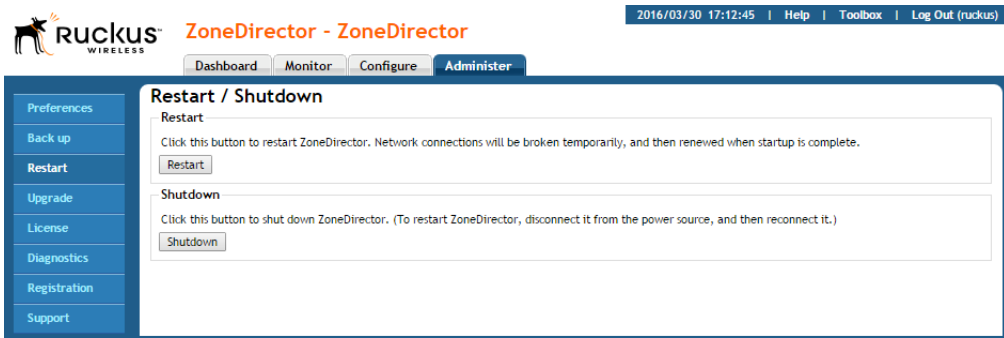 2016/03/30 17:12:45 | Help | Toolbox | Log Out (ruckus)
RUCKUS WIRELESS
ZoneDirector - ZoneDirector
Dashboard Monitor Configure Administer
Preferences
Back up
Restart
Upgrade
License
Diagnostics
Registration
Support
Restart / Shutdown
Restart
Click this button to restart ZoneDirector. Network connections will be broken temporarily, and then renewed when startup is complete.
Restart
Shutdown
Click this button to shut down ZoneDirector. (To restart ZoneDirector, disconnect it from the power source, and then reconnect it.)
Shutdown